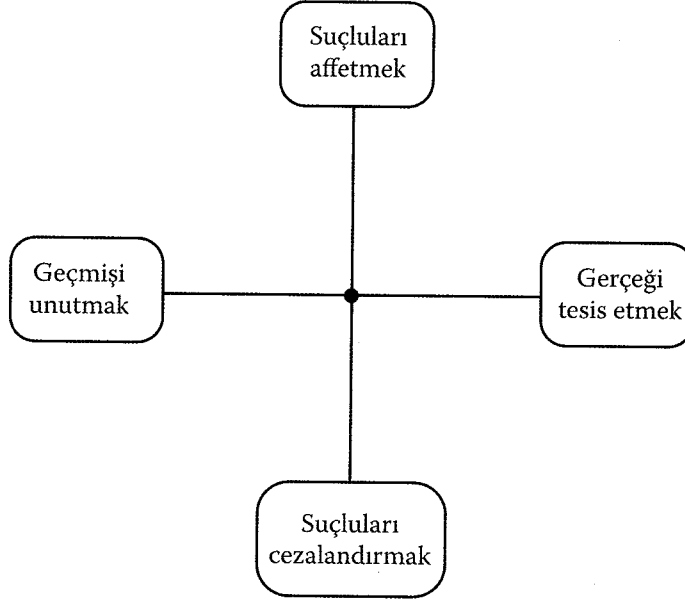 Suçluları
affetmek
Geçmişi
unutmak
Gerçeği
tesis etmek
Suçluları
cezalandırmak